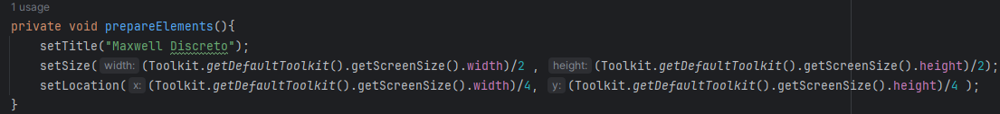 1 usage
private void prepareElements(){
setTitle("Maxwell Discreto");
setSize( width: (Toolkit.getDefaultToolkit().getScreenSize().width)/2 , height: (Toolkit.getDefaultToolkit().getScreenSize().height)/2);
setLocation( x: (Toolkit.getDefaultToolkit().getScreenSize().width)/4, y: (Toolkit.getDefaultToolkit().getScreenSize().height)/4 );
}